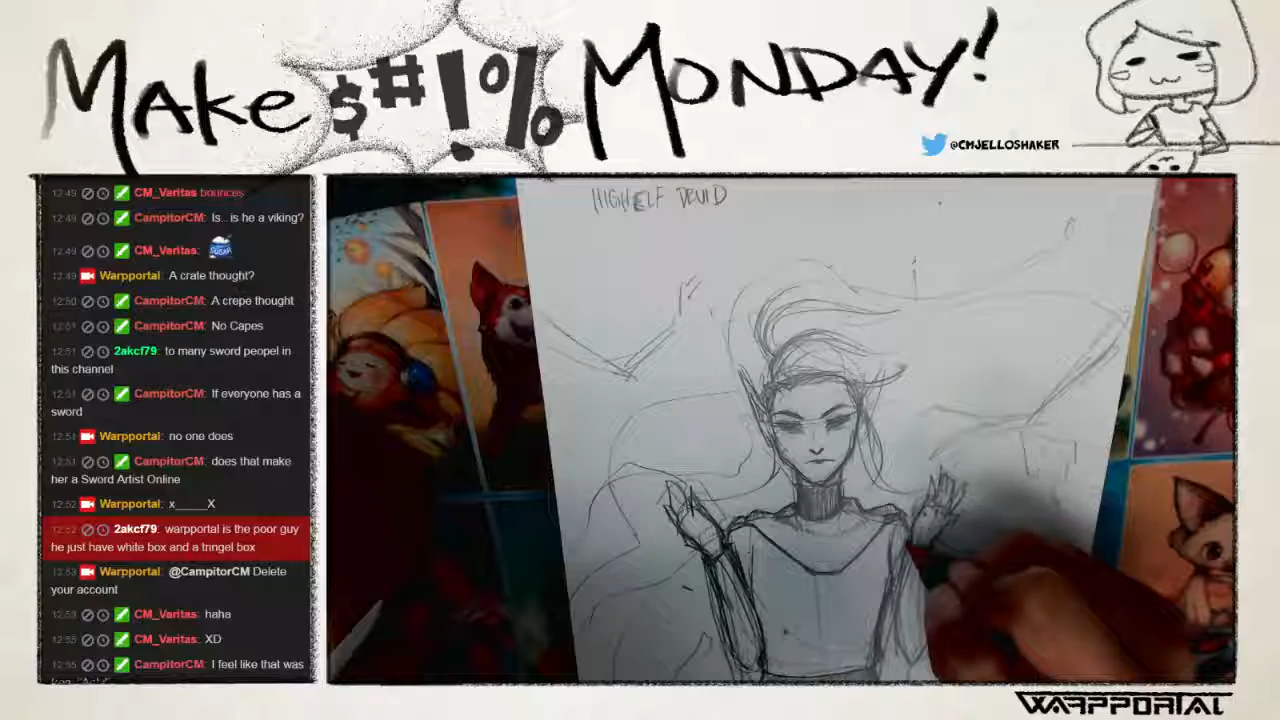 Make $#!% Monday!
@CMJELLOSHAKER
12:49 CM_Veritas bounces
12:49 CampitorCM: Is.. is he a viking?
12:49 CM_Veritas:
12:49 Warpportal: A crate thought?
12:50 CampitorCM: A crepe thought
12:51 CampitorCM: No Capes
12:51 2akcf79: to many sword peopel in
this channel
12:51 CampitorCM: If everyone has a
sword
12:51 Warpportal: no one does
12:51 CampitorCM: does that make
her a Sword Artist Online
12:52 Warpportal: x_____X
12:52 2akcf79: warpportal is the poor guy
he just have white box and a tnngel box
12:53 Warpportal: @CampitorCM Delete
your account
12:53 CM_Veritas: haha
12:55 CM_Veritas: XD
12:55 CampitorCM: I feel like that was
HIGH ELF DRUID
WARPPORTAL